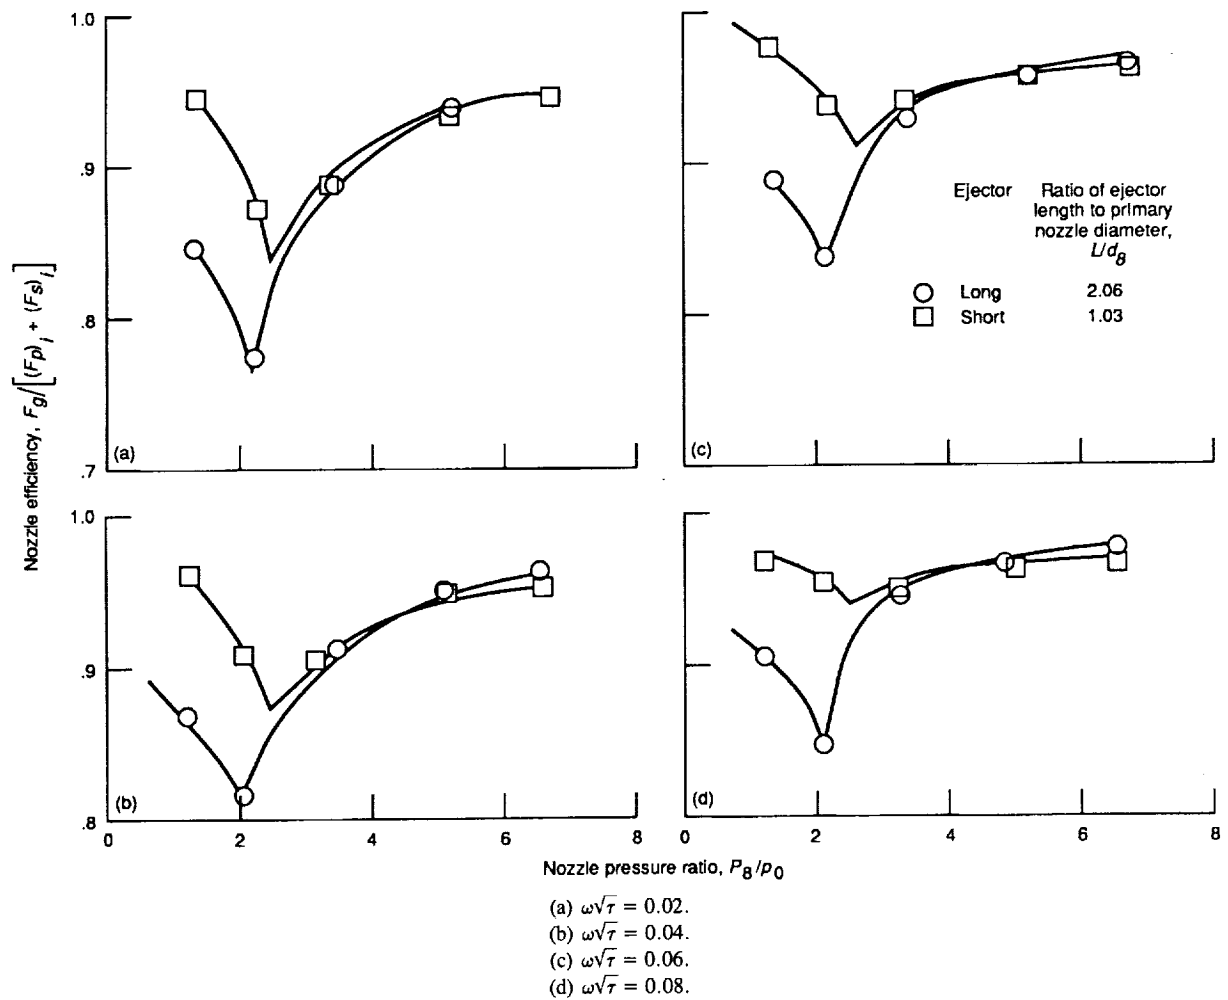 1.0
.9
.8
.7
(a)
(c)
Ejector
Ratio of ejector
length to primary
nozzle diameter,
L/d8
Long 2.06
Short 1.03
Nozzle efficiency, Fg/[(Fp)i + (Fs)i]
1.0
.9
.8
(b)
(d)
0 2 4 6 8
0 2 4 6 8
Nozzle pressure ratio, P8/p0
(a) ω√τ = 0.02.
(b) ω√τ = 0.04.
(c) ω√τ = 0.06.
(d) ω√τ = 0.08.